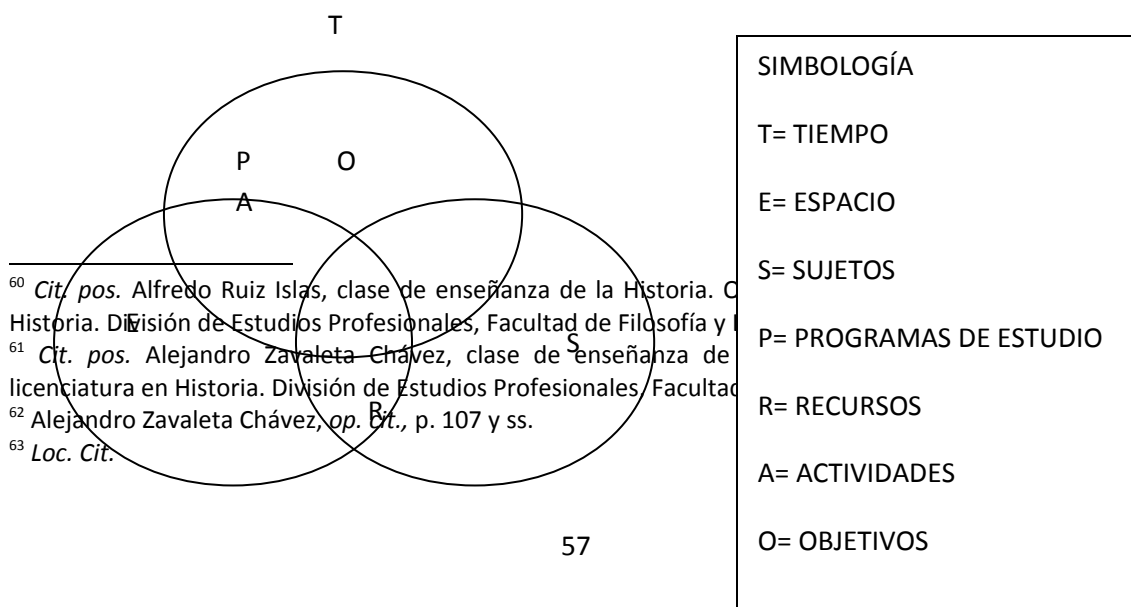 T
P O
A
E
S
R
⁶⁰ Cit. pos. Alfredo Ruiz Islas, clase de enseñanza de la Historia.
Historia. División de Estudios Profesionales, Facultad de Filosofía y
⁶¹ Cit. pos. Alejandro Zavaleta Chávez, clase de enseñanza de
licenciatura en Historia. División de Estudios Profesionales, Facultad
⁶² Alejandro Zavaleta Chávez, op. cit., p. 107 y ss.
⁶³ Loc. Cit.
57
SIMBOLOGÍA
T= TIEMPO
E= ESPACIO
S= SUJETOS
P= PROGRAMAS DE ESTUDIO
R= RECURSOS
A= ACTIVIDADES
O= OBJETIVOS